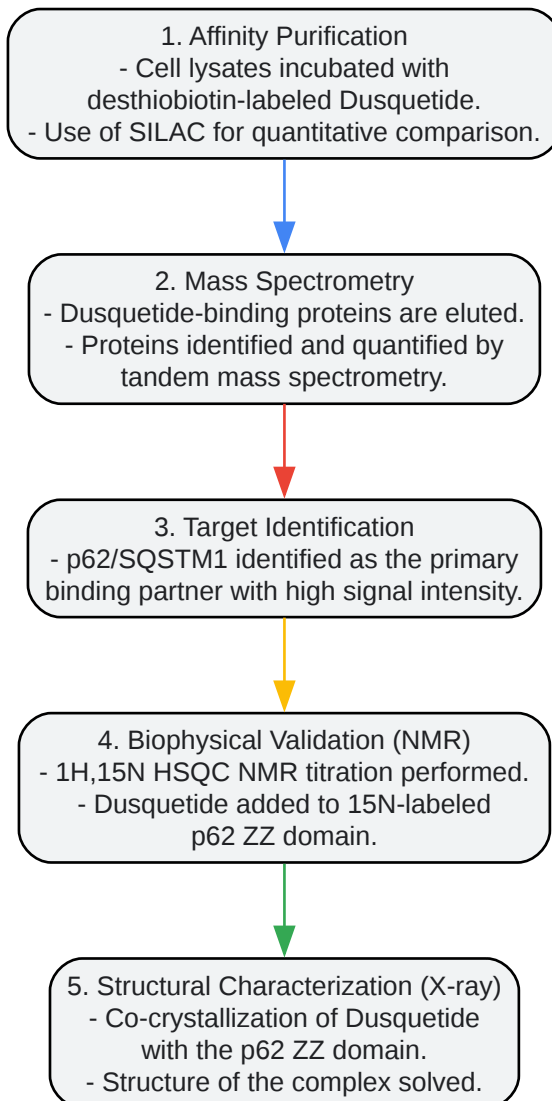 1. Affinity Purification
- Cell lysates incubated with
desthiobiotin-labeled Dusquetide.
- Use of SILAC for quantitative comparison.
2. Mass Spectrometry
- Dusquetide-binding proteins are eluted.
- Proteins identified and quantified by
tandem mass spectrometry.
3. Target Identification
- p62/SQSTM1 identified as the primary
binding partner with high signal intensity.
4. Biophysical Validation (NMR)
- 1H,15N HSQC NMR titration performed.
- Dusquetide added to 15N-labeled
p62 ZZ domain.
5. Structural Characterization (X-ray)
- Co-crystallization of Dusquetide
with the p62 ZZ domain.
- Structure of the complex solved.